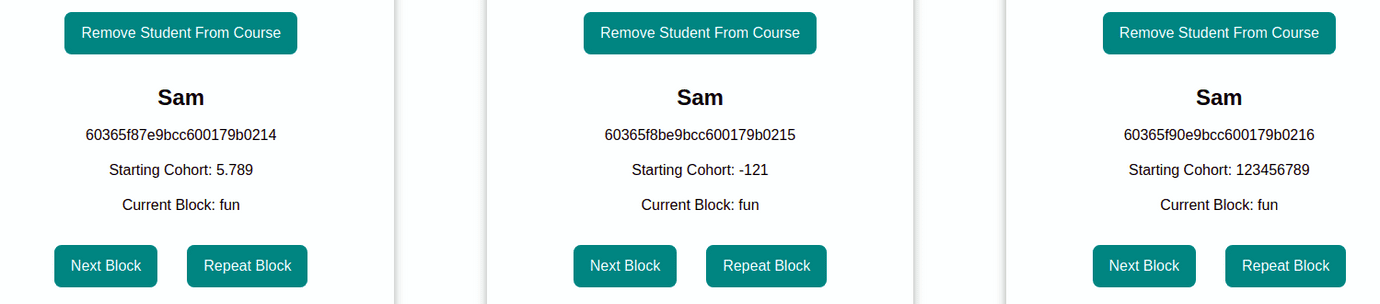 Remove Student From Course
Sam
60365f87e9bcc600179b0214
Starting Cohort: 5.789
Current Block: fun
Next Block
Repeat Block
Remove Student From Course
Sam
60365f8be9bcc600179b0215
Starting Cohort: -121
Current Block: fun
Next Block
Repeat Block
Remove Student From Course
Sam
60365f90e9bcc600179b0216
Starting Cohort: 123456789
Current Block: fun
Next Block
Repeat Block